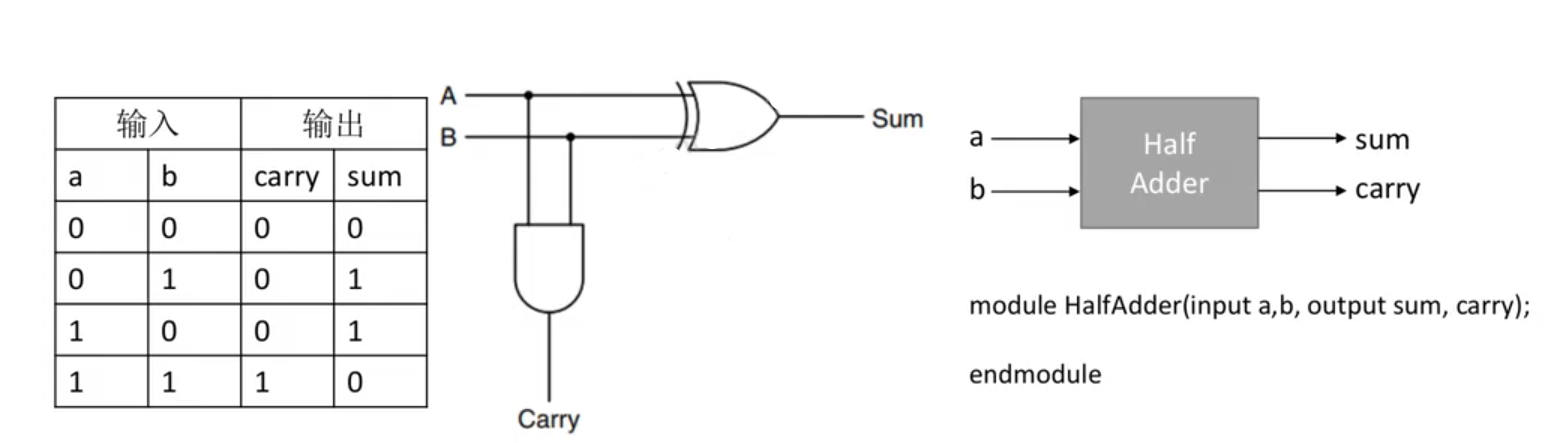 输入 输出
a b carry sum
0 0 0 0
0 1 0 1
1 0 0 1
1 1 1 0
A
B
Sum
Carry
a
b
Half
Adder
sum
carry
module HalfAdder(input a,b, output sum, carry);
endmodule